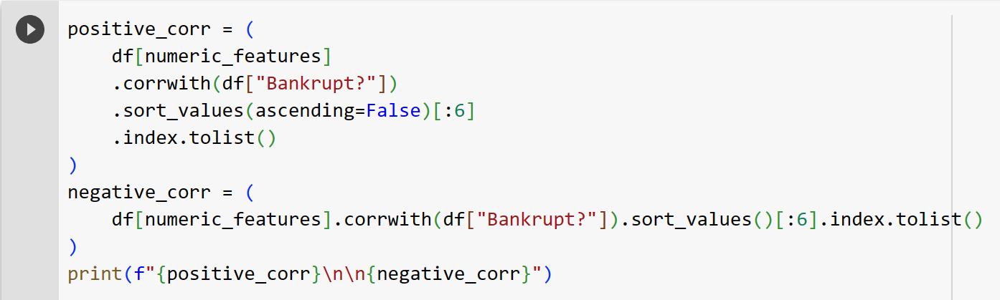 positive_corr = (
    df[numeric_features]
    .corrwith(df["Bankrupt?"])
    .sort_values(ascending=False)[:6]
    .index.tolist()
)
negative_corr = (
    df[numeric_features].corrwith(df["Bankrupt?"]).sort_values()[:6].index.tolist()
)
print(f"{positive_corr}\n\n{negative_corr}")